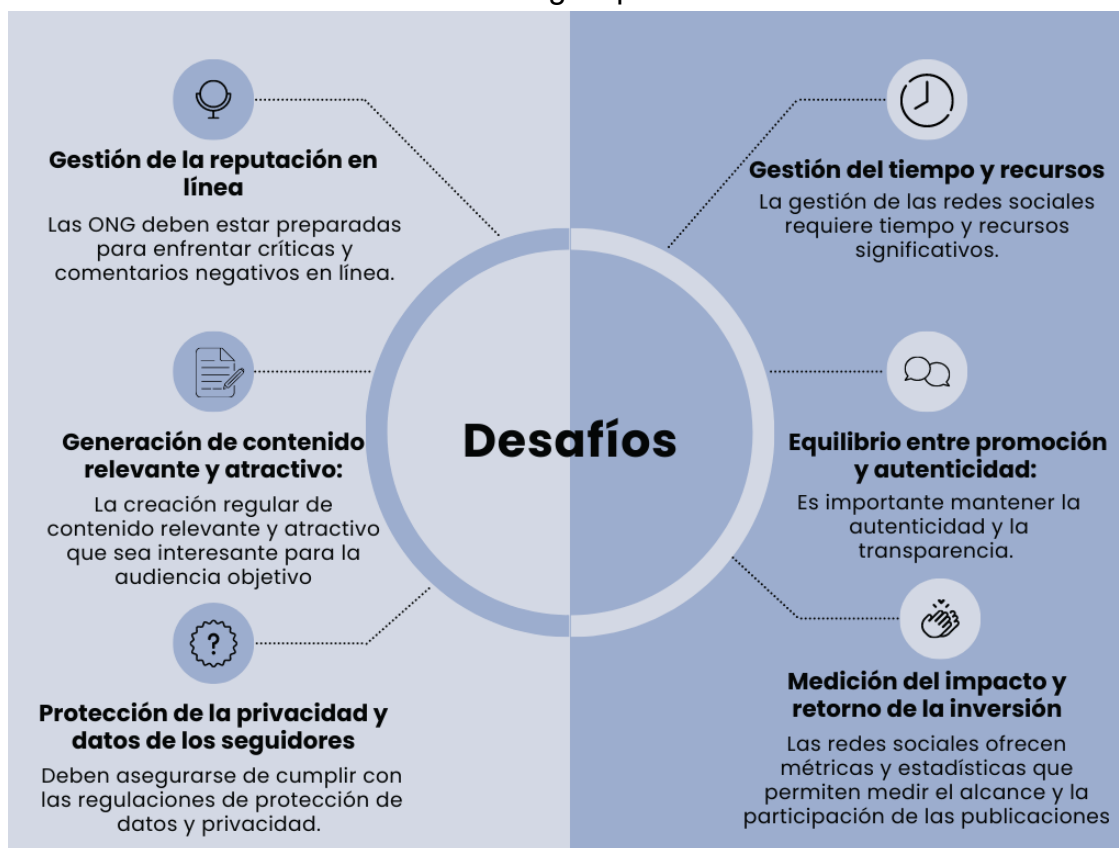 Gestión de la reputación en
línea
Las ONG deben estar preparadas
para enfrentar críticas y
comentarios negativos en línea.
Generación de contenido
relevante y atractivo:
La creación regular de
contenido relevante y atractivo
que sea interesante para la
audiencia objetivo
Protección de la privacidad y
datos de los seguidores
Deben asegurarse de cumplir con
las regulaciones de protección de
datos y privacidad.
Desafíos
Gestión del tiempo y recursos
La gestión de las redes sociales
requiere tiempo y recursos
significativos.
Equilibrio entre promoción
y autenticidad:
Es importante mantener la
autenticidad y la
transparencia.
Medición del impacto y
retorno de la inversión
Las redes sociales ofrecen
métricas y estadísticas que
permiten medir el alcance y la
participación de las publicaciones